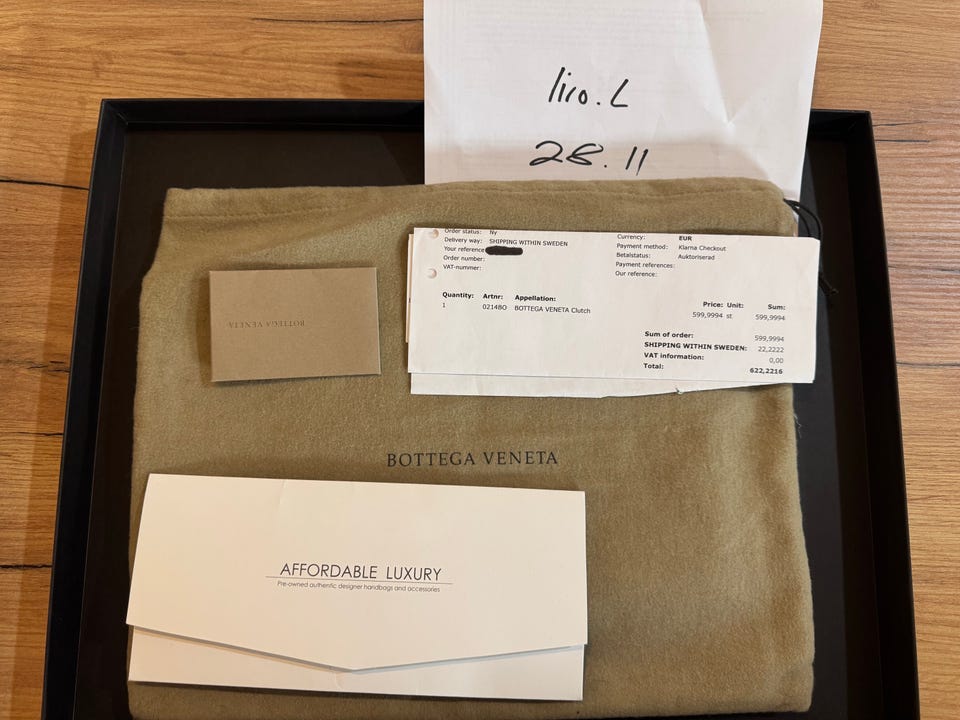 liro.L
28.11
Order status: Ny
Delivery way: SHIPPING WITHIN SWEDEN
Your reference
Order number:
VAT-nummer:
Currency: EUR
Payment method: Klarna Checkout
Betalstatus: Auktoriserad
Payment references:
Our reference:
Quantity: Artnr: Appellation: Price: Unit: Sum:
1 0214BO BOTTEGA VENETA Clutch 599,9994 st 599,9994
Sum of order: 599,9994
SHIPPING WITHIN SWEDEN: 22,2222
VAT information: 0,00
Total: 622,2216
BOTTEGA VENETA
BOTTEGA VENETA
AFFORDABLE LUXURY
Pre-owned authentic designer handbags and accessories